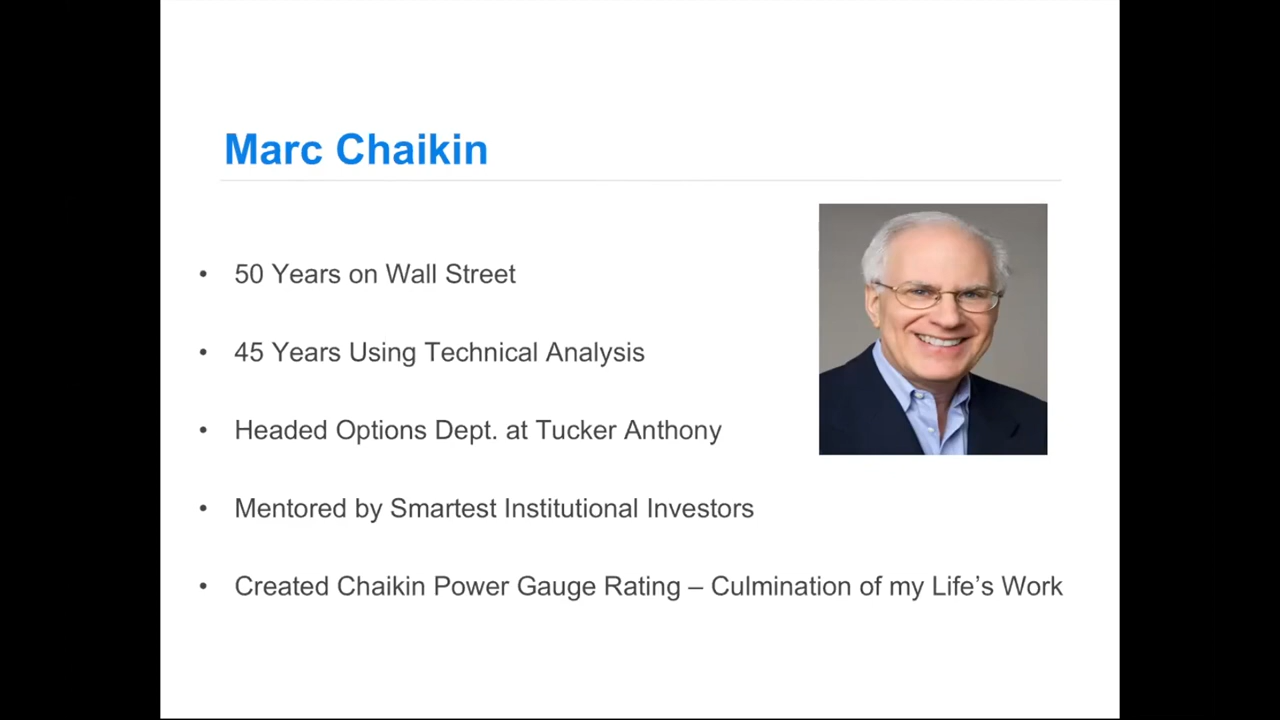 Marc Chaikin
• 50 Years on Wall Street
• 45 Years Using Technical Analysis
• Headed Options Dept. at Tucker Anthony
• Mentored by Smartest Institutional Investors
• Created Chaikin Power Gauge Rating – Culmination of my Life’s Work